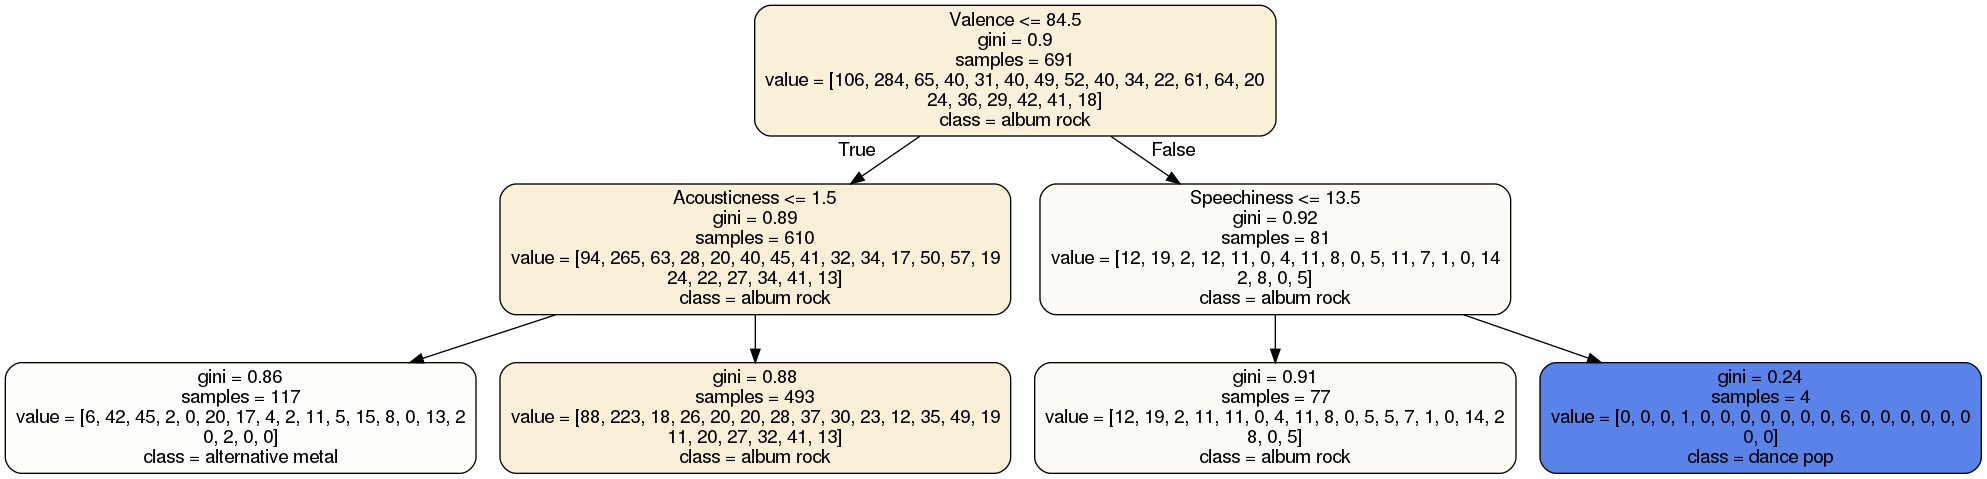 Valence <= 84.5
gini = 0.9
samples = 691
value = [106, 284, 65, 40, 31, 40, 49, 52, 40, 34, 22, 61, 64, 20
24, 36, 29, 42, 41, 18]
class = album rock
True
False
Acousticness <= 1.5
gini = 0.89
samples = 610
value = [94, 265, 63, 28, 20, 40, 45, 41, 32, 34, 17, 50, 57, 19
24, 22, 27, 34, 41, 13]
class = album rock
Speechiness <= 13.5
gini = 0.92
samples = 81
value = [12, 19, 2, 12, 11, 0, 4, 11, 8, 0, 5, 11, 7, 1, 0, 14
2, 8, 0, 5]
class = album rock
gini = 0.86
samples = 117
value = [6, 42, 45, 2, 0, 20, 17, 4, 2, 11, 5, 15, 8, 0, 13, 2
0, 2, 0, 0]
class = alternative metal
gini = 0.88
samples = 493
value = [88, 223, 18, 26, 20, 20, 28, 37, 30, 23, 12, 35, 49, 19
11, 20, 27, 32, 41, 13]
class = album rock
gini = 0.91
samples = 77
value = [12, 19, 2, 11, 11, 0, 4, 11, 8, 0, 5, 5, 7, 1, 0, 14, 2
8, 0, 5]
class = album rock
gini = 0.24
samples = 4
value = [0, 0, 0, 1, 0, 0, 0, 0, 0, 0, 0, 6, 0, 0, 0, 0, 0, 0
0, 0]
class = dance pop